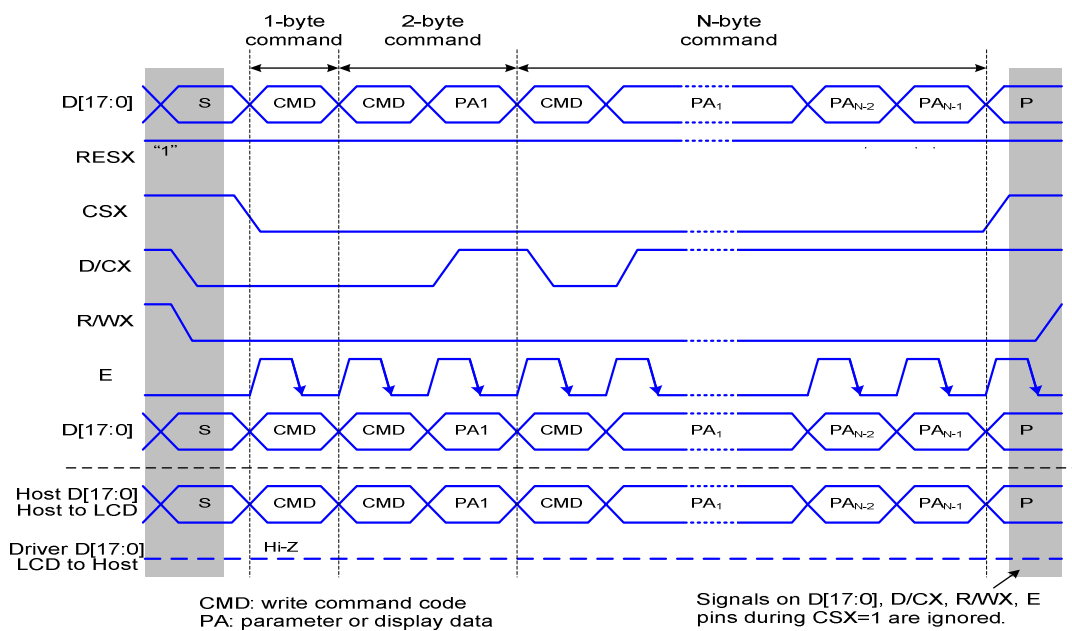 1-byte command
2-byte command
N-byte command
D[17:0] S CMD CMD PA1 CMD PA1 PAN-2 PAN-1 P
RESX "1"
CSX
D/CX
R/WX
E
D[17:0] S CMD CMD PA1 CMD PA1 PAN-2 PAN-1 P
Host D[17:0]
Host to LCD
S CMD CMD PA1 CMD PA1 PAN-2 PAN-1 P
Driver D[17:0]
LCD to Host
Hi-Z
CMD: write command code
PA: parameter or display data
Signals on D[17:0], D/CX, R/WX, E
pins during CSX=1 are ignored.